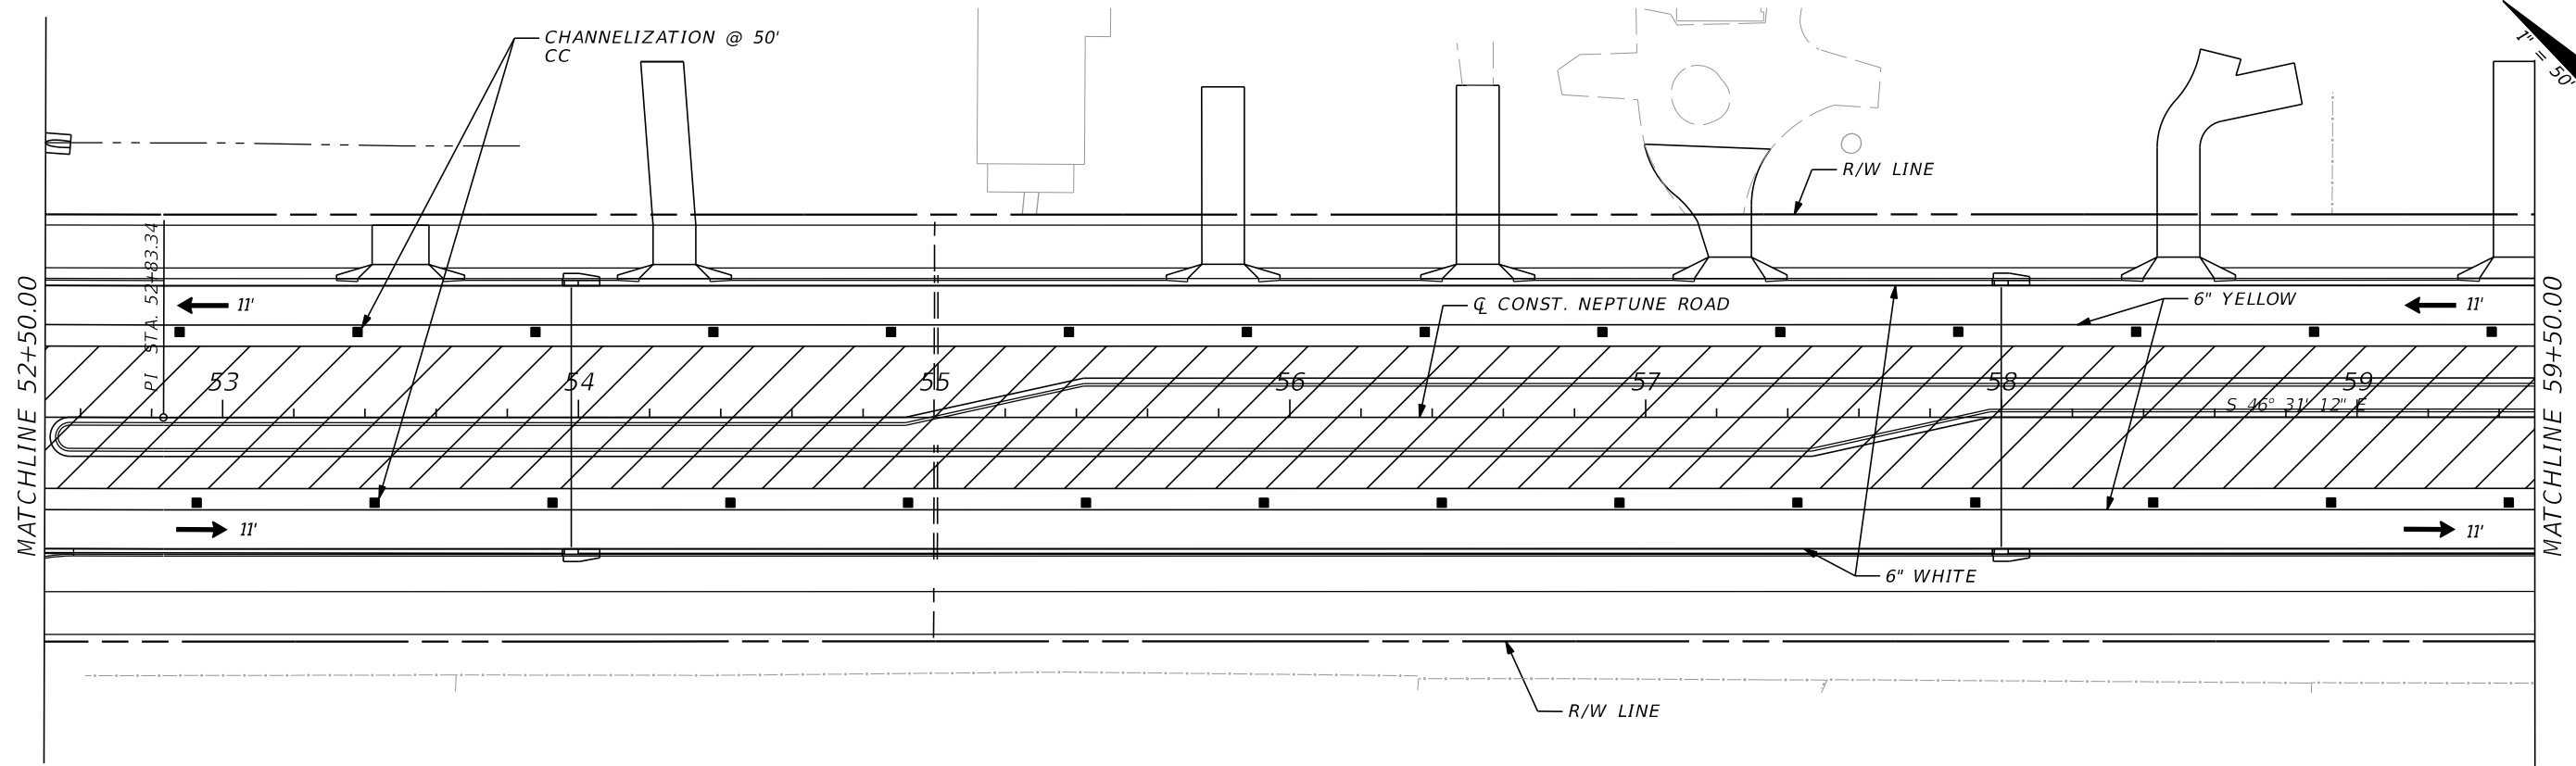 CHANNELIZATION @ 50'
CC
1" = 50'
R/W LINE
PI STA. 52+83.34
MATCHLINE 52+50.00
11'
℄ CONST. NEPTUNE ROAD
6" YELLOW
11'
MATCHLINE 59+50.00
53
54
55
56
57
58
59
S 46° 31' 12" E
11'
11'
6" WHITE
R/W LINE